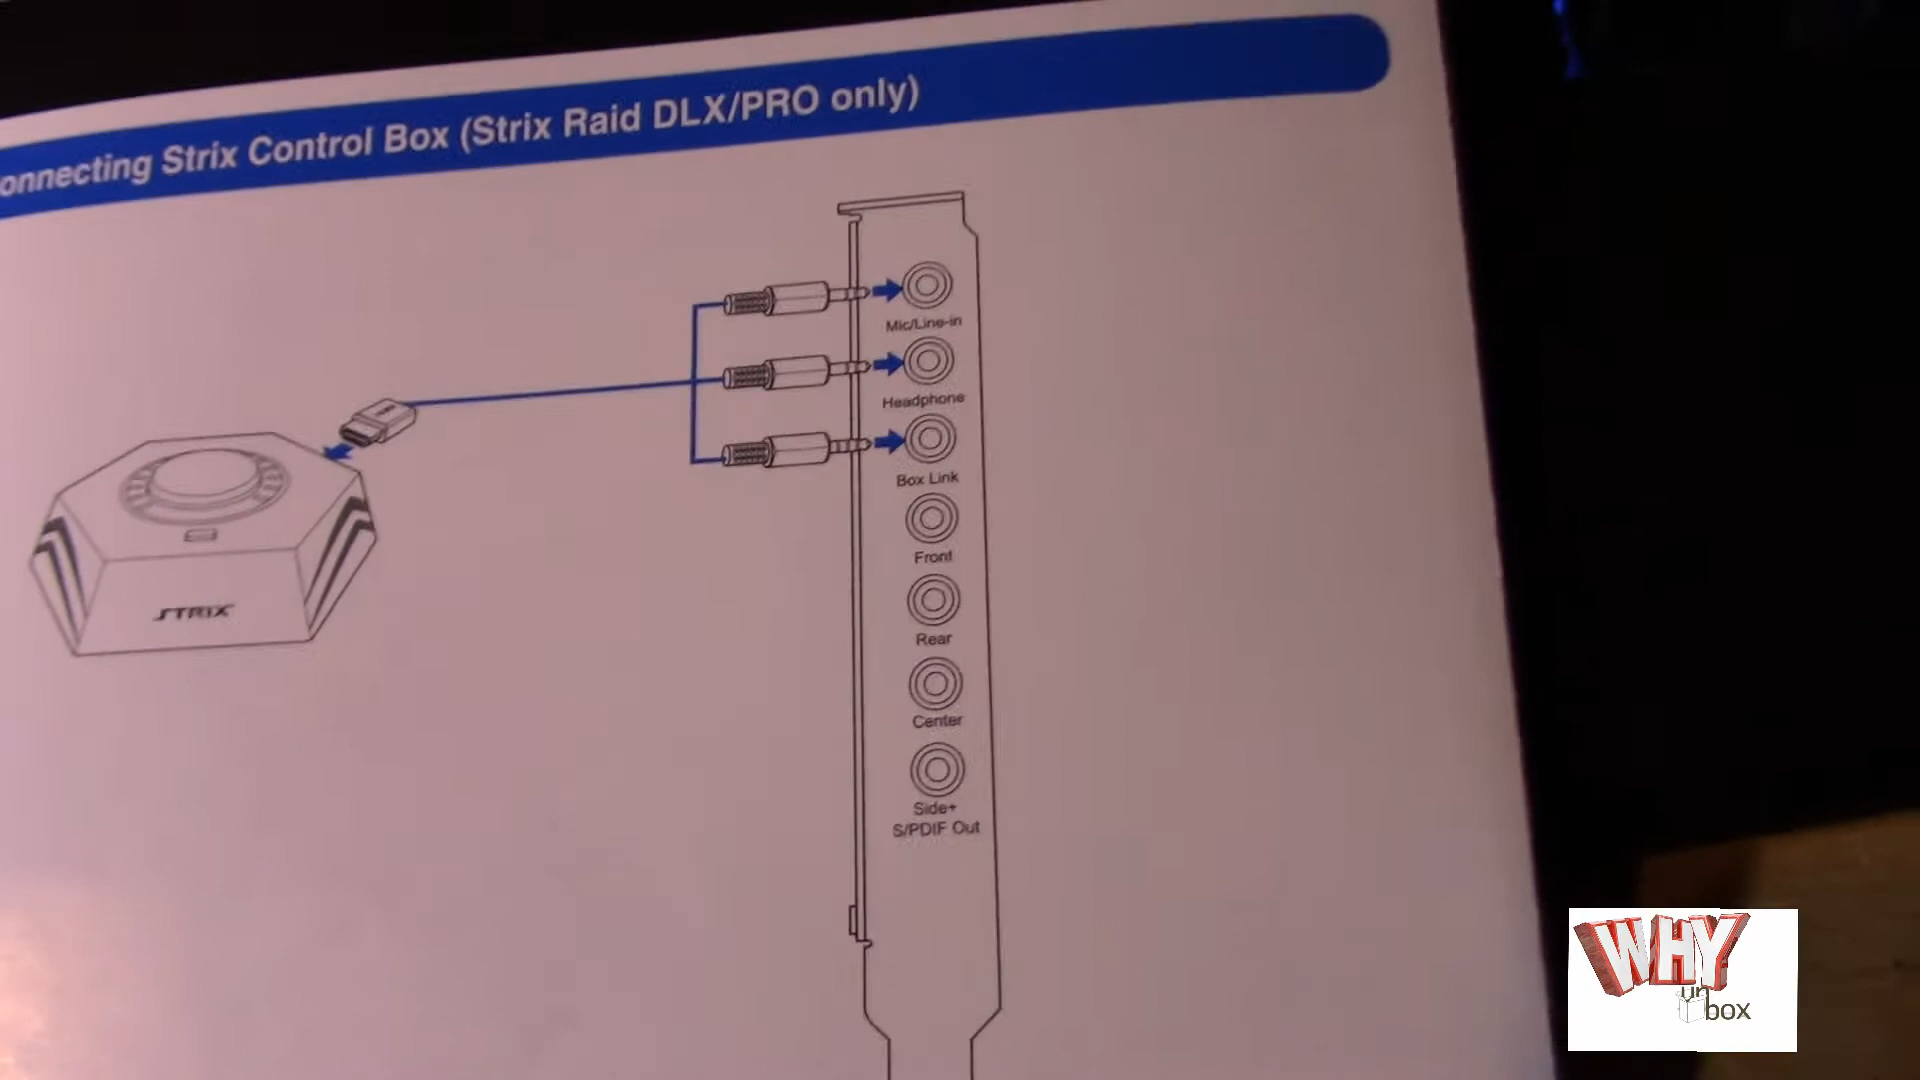 onnecting Strix Control Box (Strix Raid DLX/PRO only)
Mic/Line-in
Headphone
Box Link
Front
Rear
Center
Side+
S/PDIF Out
STRIX
WHY
un
box